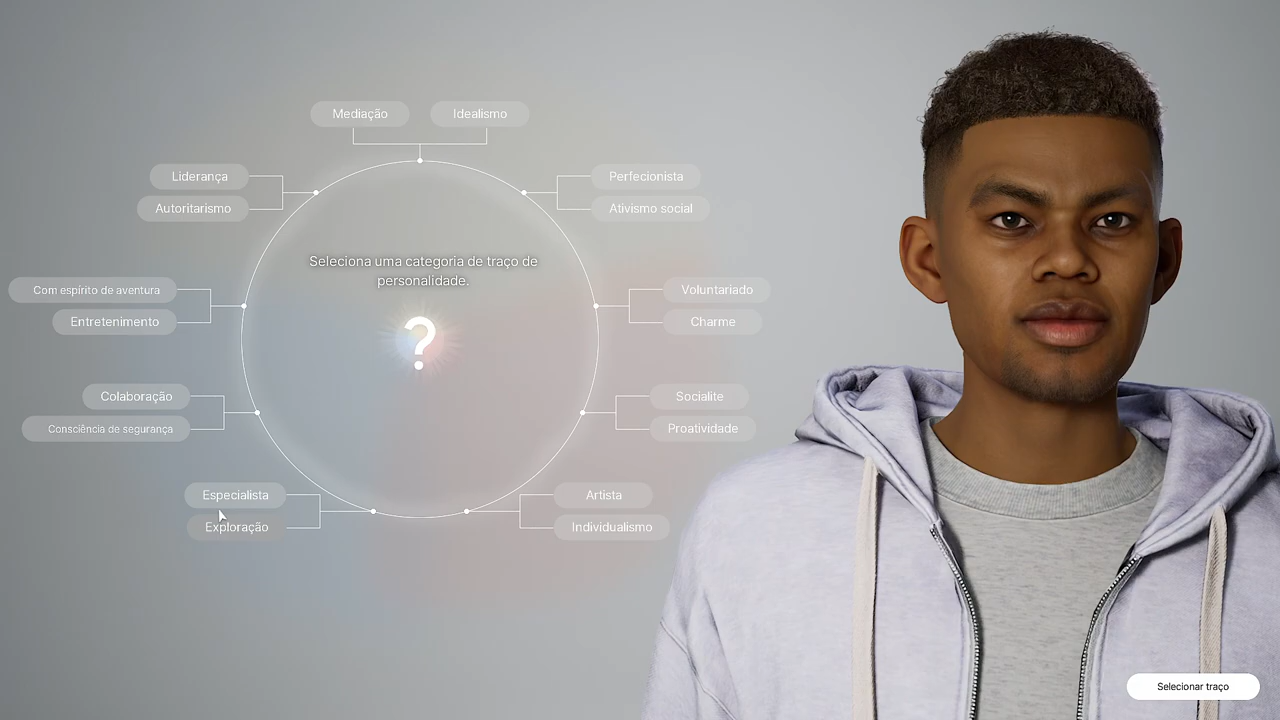 Mediação
Idealismo
Liderança
Autoritarismo
Perfecionista
Ativismo social
Seleciona uma categoria de traço de
personalidade.
?
Com espírito de aventura
Entretenimento
Voluntariado
Charme
Colaboração
Consciência de segurança
Socialite
Proatividade
Especialista
Exploração
Artista
Individualismo
Selecionar traço